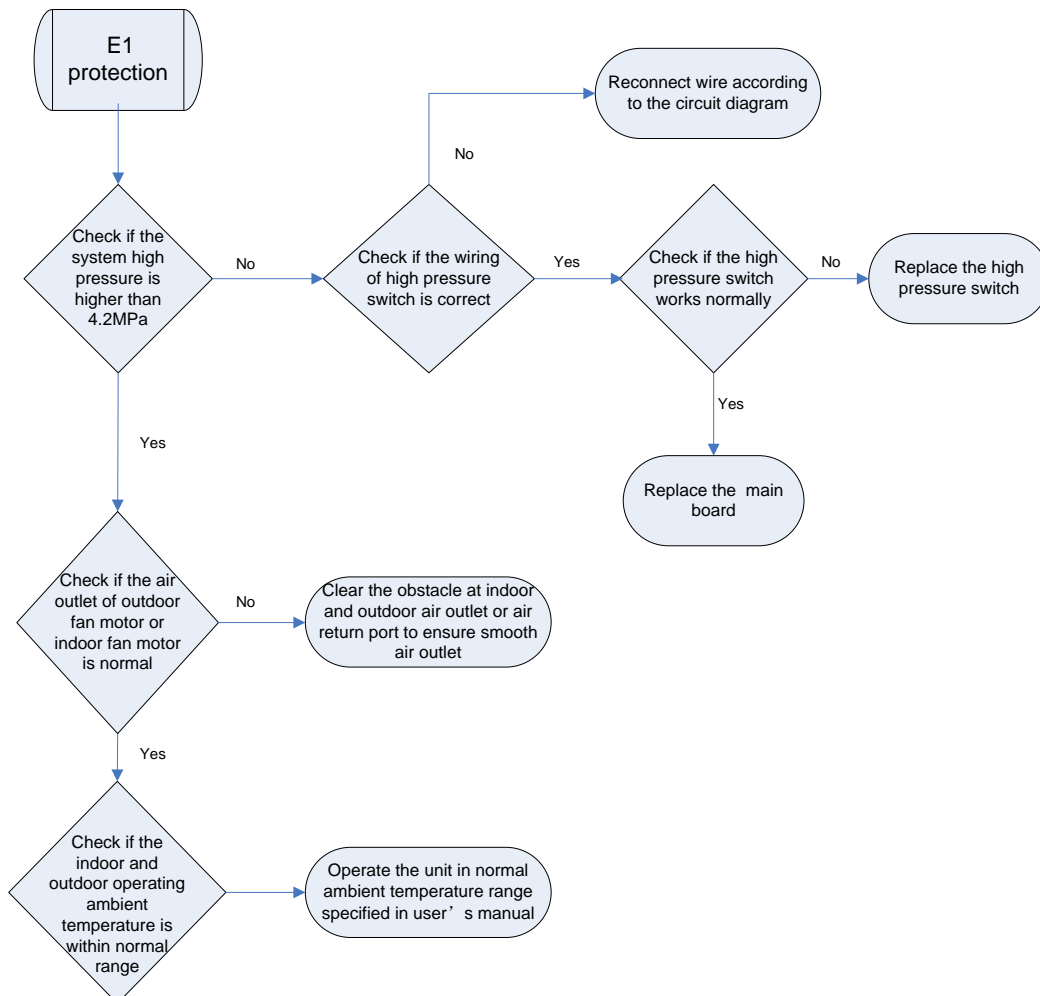 E1
protection
Reconnect wire according
to the circuit diagram
No
Check if the
system high
pressure is
higher than
4.2MPa
No
Check if the wiring
of high pressure
switch is correct
Yes
Check if the high
pressure switch
works normally
No
Replace the high
pressure switch
Yes
Yes
Replace the main
board
Check if the air
outlet of outdoor
fan motor or
indoor fan motor
is normal
No
Clear the obstacle at indoor
and outdoor air outlet or air
return port to ensure smooth
air outlet
Yes
Check if the
indoor and
outdoor operating
ambient
temperature is
within normal
range
Operate the unit in normal
ambient temperature range
specified in user’s manual